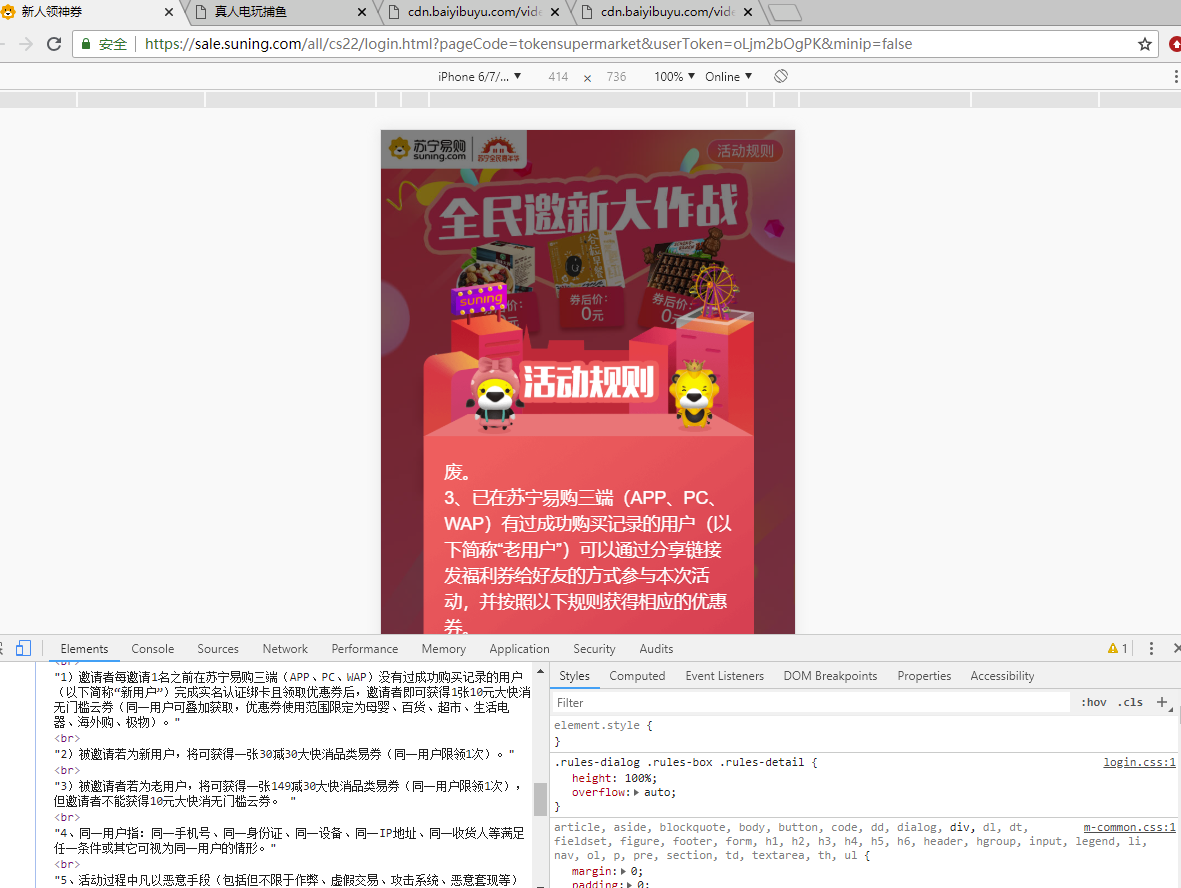 新人领神券
真人电玩捕鱼
cdn.baiyibuyu.com/vide
cdn.baiyibuyu.com/vide
安全
https://sale.suning.com/all/cs22/login.html?pageCode=tokensupermarket&userToken=oLjm2bOgPK&minip=false
iPhone 6/7/... ▼ 414 × 736 100% ▼ Online ▼
苏宁易购
suning.com
苏宁全民嘉年华
活动规则
全民邀新大作战
suning
券后价:
0元
券后价:
0元
活动规则
废。
3、已在苏宁易购三端（APP、PC、
WAP）有过成功购买记录的用户（以
下简称“老用户”）可以通过分享链接
发福利券给好友的方式参与本次活
动，并按照以下规则获得相应的优惠
券。
Elements Console Sources Network Performance Memory Application Security Audits 1
<br>
"1）邀请者每邀请1名之前在苏宁易购三端（APP、PC、WAP）没有过成功购买记录的用户
（以下简称“新用户”）完成实名认证绑卡且领取优惠券后，邀请者即可获得1张10元大快消
无门槛云券（同一用户可叠加获取，优惠券使用范围限定为母婴、百货、超市、生活电
器、海外购、极物）。"
<br>
"2）被邀请若为新用户，将可获得一张30减30大快消品类易券（同一用户限领1次）。"
<br>
"3）被邀请者若为老用户，将可获得一张149减30大快消品类易券（同一用户限领1次），
但邀请者不能获得10元大快消无门槛云券。 "
<br>
"4、同一用户指：同一手机号、同一身份证、同一设备、同一IP地址、同一收货人等满足
任一条件或其它可视为同一用户的情形。"
<br>
"5、活动过程中凡以恶意手段（包括但不限于作弊、虚假交易、攻击系统、恶意套现等）
Styles Computed Event Listeners DOM Breakpoints Properties Accessibility
Filter :hov .cls +
element.style {
}
.rules-dialog .rules-box .rules-detail { login.css:1
height: 100%;
overflow: auto;
}
article, aside, blockquote, body, button, code, dd, dialog, div, dl, dt, m-common.css:1
fieldset, figure, footer, form, h1, h2, h3, h4, h5, h6, header, hgroup, input, legend, li,
nav, ol, p, pre, section, td, textarea, th, ul {
margin: 0;
padding: 0;